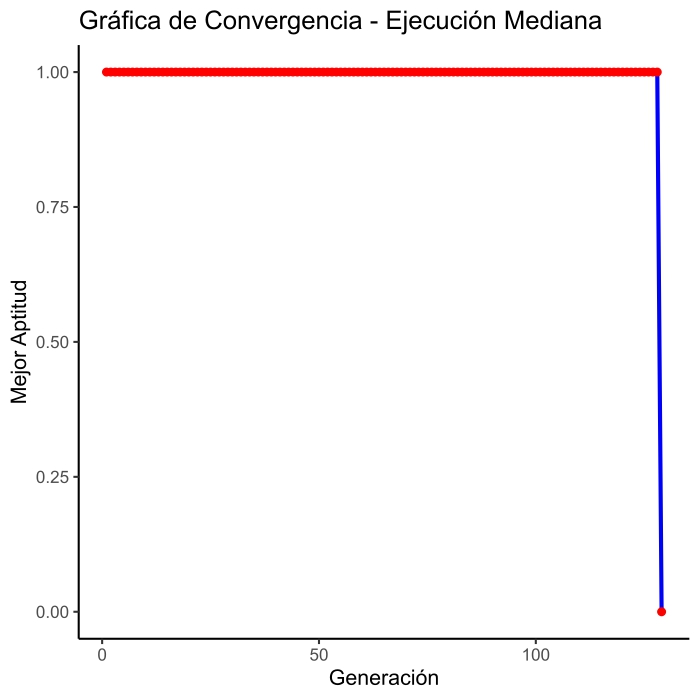 Gráfica de Convergencia - Ejecución Mediana
1.00
0.75
0.50
0.25
0.00
Mejor Aptitud
0 50 100
Generación